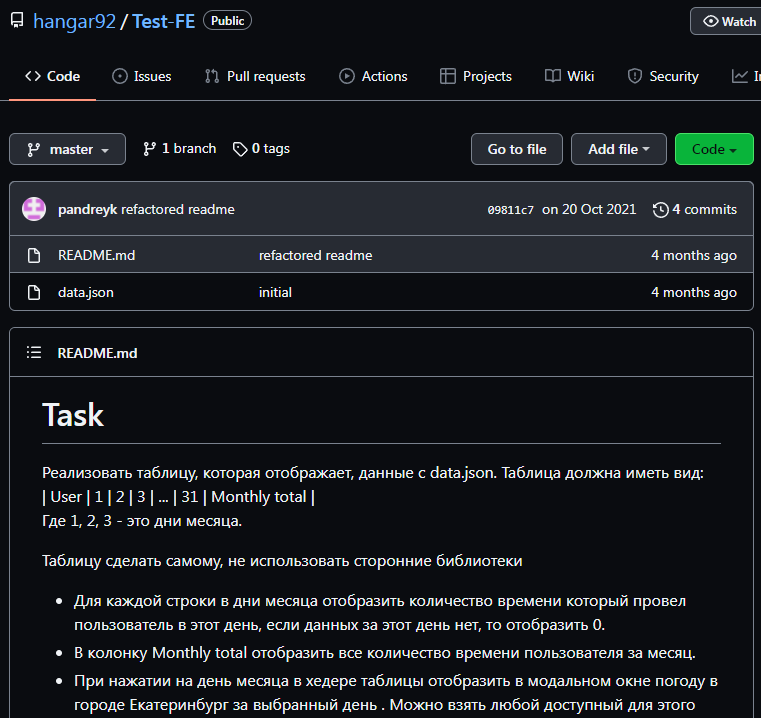 hangar92 / Test-FE Public Watch
Code Issues Pull requests Actions Projects Wiki Security
master 1 branch 0 tags Go to file Add file Code
pandreyk refactored readme 09811c7 on 20 Oct 2021 4 commits
README.md refactored readme 4 months ago
data.json initial 4 months ago
README.md
Task
Реализовать таблицу, которая отображает, данные с data.json. Таблица должна иметь вид:
| User | 1 | 2 | 3 | ... | 31 | Monthly total |
Где 1, 2, 3 - это дни месяца.
Таблицу сделать самому, не использовать сторонние библиотеки
• Для каждой строки в дни месяца отобразить количество времени который провел
пользователь в этот день, если данных за этот день нет, то отобразить 0.
• В колонку Monthly total отобразить все количество времени пользователя за месяц.
• При нажатии на день месяца в хедере таблицы отобразить в модальном окне погоду в
городе Екатеринбург за выбранный день . Можно взять любой доступный для этого